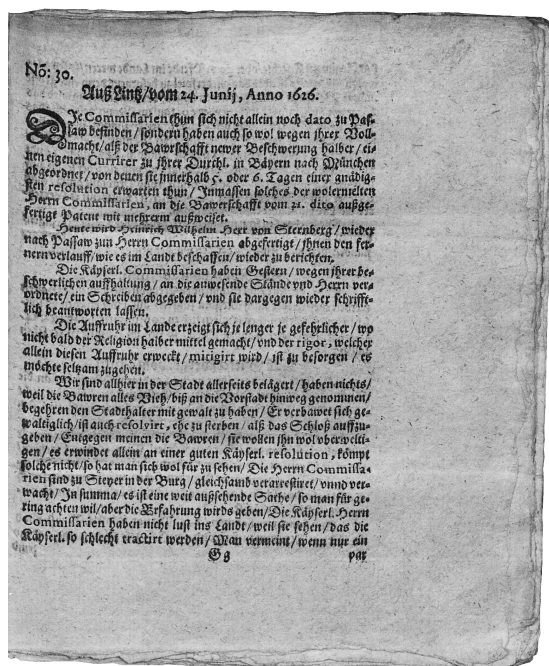 Nõ: 30.
Auß Lintz/vom 24. Junij, Anno 1626.
DJe Commissarien thun sich nicht allein noch dato zu Pas-
saw befinden/sondern haben auch so wol wegen jhrer Voll-
macht/alß der Bawrschafft newer Beschwerung halber/ei-
nen eigenen Currirer zu jhrer Durchl. in Bäyern nach München
abgeordnet/von denen sie innerhalb 5. oder 6. Tagen einer gnädig-
sten resolution erwarten thun/Inmassen solches der wolermelten
Herrn Commissarien, an die Bawerschafft vom 21. dito außge-
fertigt Patent mit mehrerm außweiset.
Heute wird Heinrich Wilhelm Herr von Sternberg/wieder
nach Passaw zun Herrn Commissarien abgefertigt/jhnen den fer-
nern verlauff/wie es im Landt beschaffen/wieder zu berichten.
Die Käyserl. Commissarien haben Gestern/wegen jhrer be-
schwerlichen auffhaltung/an die anwesende Stände vnd Herrn ver-
ordnete/ein Schreiben abgegeben/vnd sie dargegen wieder schrifft-
lich beantworten lassen.
Die Auffruhr im Lande erzeigt sich je lenger je gefehrlicher/wo
nicht bald der Religion halber mittel gemacht/vnd der rigor, welcher
allein diesen Auffruhr erweckt/mitigirt wird/ist zu besorgen/es
möchte seltzam zugehen.
Wir sind allhier in der Stadt allerseits belägert/haben nichts/
weil die Bawren alles Vieh/biß an die Vorstadt hinweg genommen/
begehren den Stadthalter mit gewalt zu haben/Er verbawet sich ge-
waltiglich/ist auch resolvirt, ehe zu sterben/alß das Schloß auffzu-
geben/Entgegen meinen die Bawren/sie wollen jhn wol vberwelti-
gen/es erwindet allein an einer guten Käyserl. resolution, kömpt
solche nicht/so hat man sich wol für zu sehen/Die Herrn Commissa-
rien sind zu Steyer in der Burg/gleichsamb verarrestiret/vnnd ver-
wacht/Jn summa/es ist eine weit außsehende Sache/so man für ge-
ring achten wil/aber die Erfahrung wirds geben/Die Käyserl. Herrn
Commissarien haben nicht lust ins Landt/weil sie sehen/das die
Käyserl. so schlecht tractirt werden/Man vermeint/wenn nur ein
Gg par